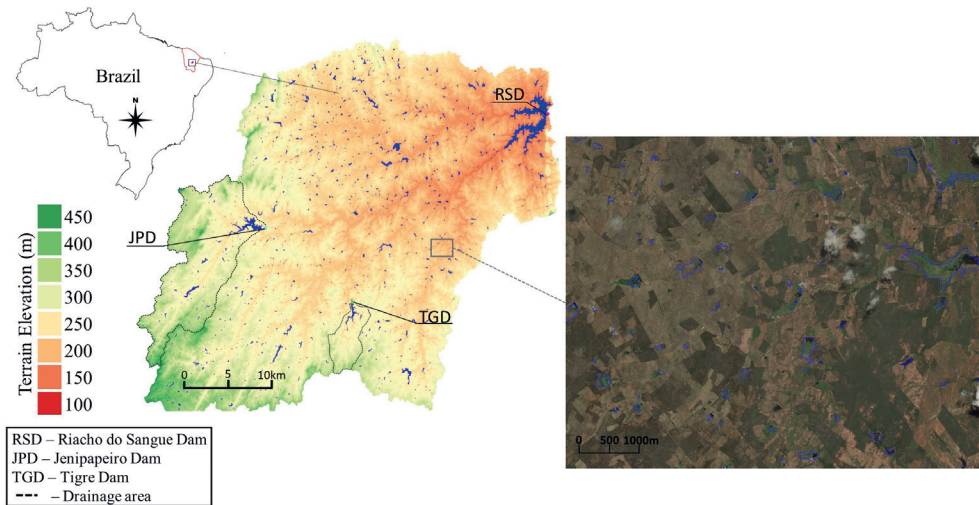 Brazil
N
RSD
JPD
TGD
Terrain Elevation (m)
450
400
350
300
250
200
150
100
0 5 10km
0 500 1000m
RSD – Riacho do Sangue Dam
JPD – Jenipapeiro Dam
TGD – Tigre Dam
– Drainage area